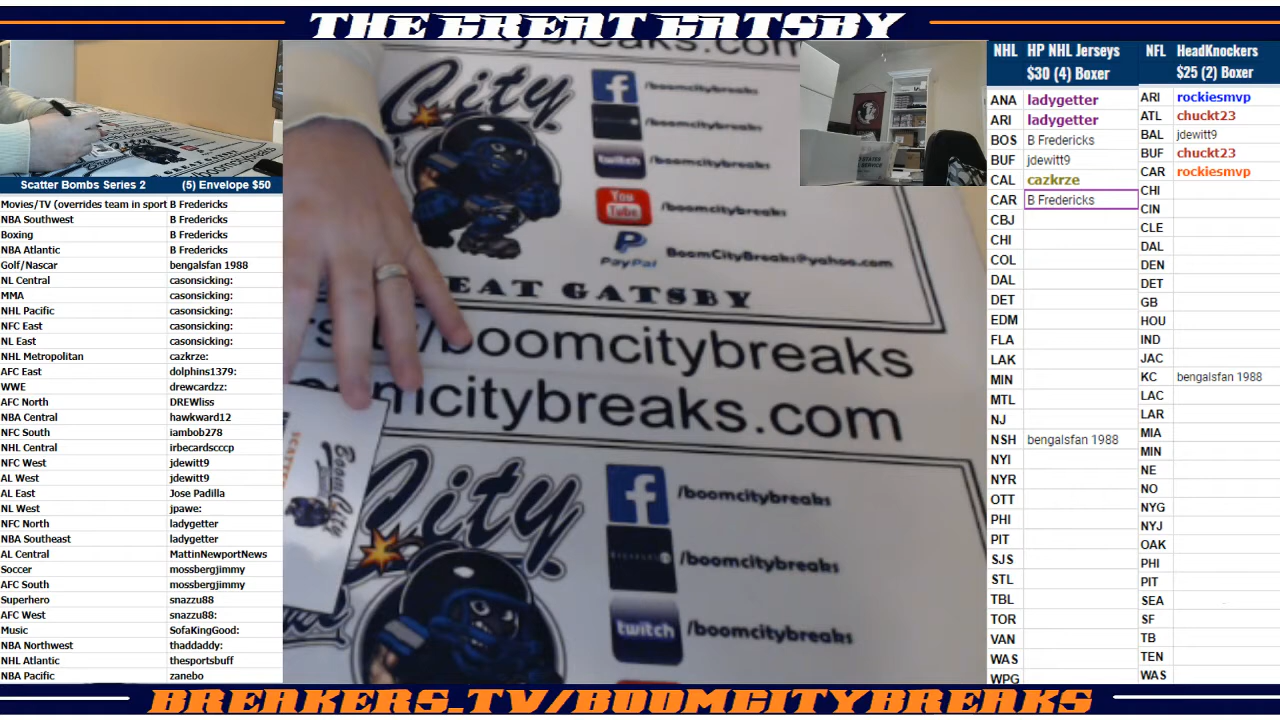 THE GREAT GATSBY
Scatter Bombs Series 2 (5) Envelope $50
Movies/TV (overrides team in sport B Fredericks
NBA Southwest B Fredericks
Boxing B Fredericks
NBA Atlantic B Fredericks
Golf/Nascar bengalsfan 1988
NL Central casonsicking:
MMA casonsicking:
NHL Pacific casonsicking:
NFC East casonsicking:
NL East casonsicking:
NHL Metropolitan cazkrze:
AFC East dolphins1379:
WWE drewcardzz:
AFC North DREWliss
NBA Central hawkward12
NFC South iambob278
NHL Central irbecardscccp
NFC West jdewitt9
AL West jdewitt9
AL East Jose Padilla
NL West jpawe:
NFC North ladygetter
NBA Southeast ladygetter
AL Central MattinNewportNews
Soccer mossbergjimmy
AFC South mossbergjimmy
Superhero snazzu88
AFC West snazzu88:
Music SofaKingGood:
NBA Northwest thaddaddy:
NHL Atlantic thesportsbuff
NBA Pacific zanebo
citybreaks.com
City
/boomcitybreaks
/boomcitybreaks
twitch /boomcitybreaks
You Tube /boomcitybreaks
PayPal BoomCityBreaks@yahoo.com
EAT GATSBY
/boomcitybreaks
omcitybreaks.com
BoomCity
City
/boomcitybreaks
/boomcitybreaks
twitch /boomcitybreaks
NHL HP NHL Jerseys
$30 (4) Boxer
ANA ladygetter
ARI ladygetter
BOS B Fredericks
BUF jdewitt9
CAL cazkrze
CAR B Fredericks
CBJ
CHI
COL
DAL
DET
EDM
FLA
LAK
MIN
MTL
NJ
NSH bengalsfan 1988
NYI
NYR
OTT
PHI
PIT
SJS
STL
TBL
TOR
VAN
WAS
WPG
NFL HeadKnockers
$25 (2) Boxer
ARI rockiesmvp
ATL chuckt23
BAL jdewitt9
BUF chuckt23
CAR rockiesmvp
CHI
CIN
CLE
DAL
DEN
DET
GB
HOU
IND
JAC
KC bengalsfan 1988
LAC
LAR
MIA
MIN
NE
NO
NYG
NYJ
OAK
PHI
PIT
SEA
SF
TB
TEN
WAS
BREAKERS.TV/BOOMCITYBREAKS